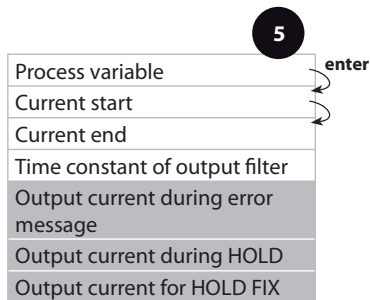 5
enter
Process variable
Current start
Current end
Time constant of output filter
Output current during error
message
Output current during HOLD
Output current for HOLD FIX